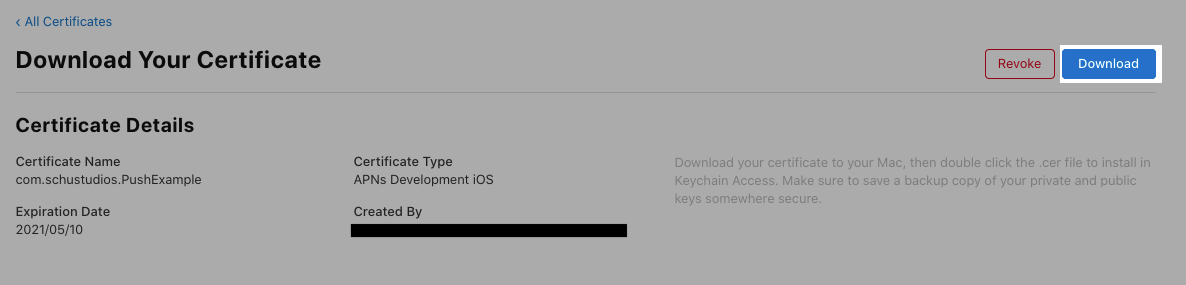 ‹ All Certificates
Download Your Certificate
Revoke
Download
Certificate Details
Certificate Name
com.schustudios.PushExample
Certificate Type
APNs Development iOS
Download your certificate to your Mac, then double click the .cer file to install in
Keychain Access. Make sure to save a backup copy of your private and public
keys somewhere secure.
Expiration Date
2021/05/10
Created By